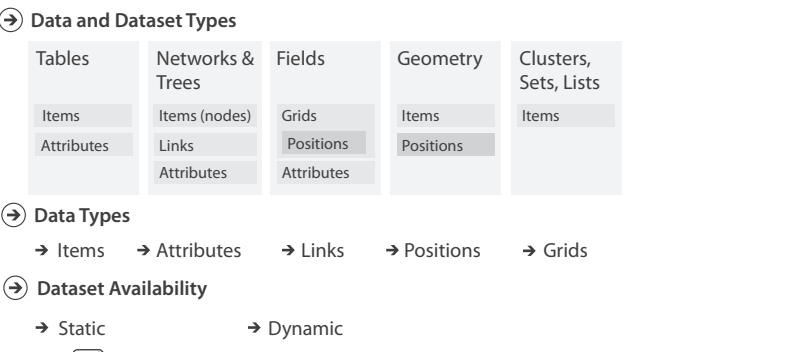 Data and Dataset Types
Tables
Items
Attributes
Networks &
Trees
Items (nodes)
Links
Attributes
Fields
Grids
Positions
Attributes
Geometry
Items
Positions
Clusters,
Sets, Lists
Items
Data Types
→ Items → Attributes → Links → Positions → Grids
Dataset Availability
→ Static → Dynamic